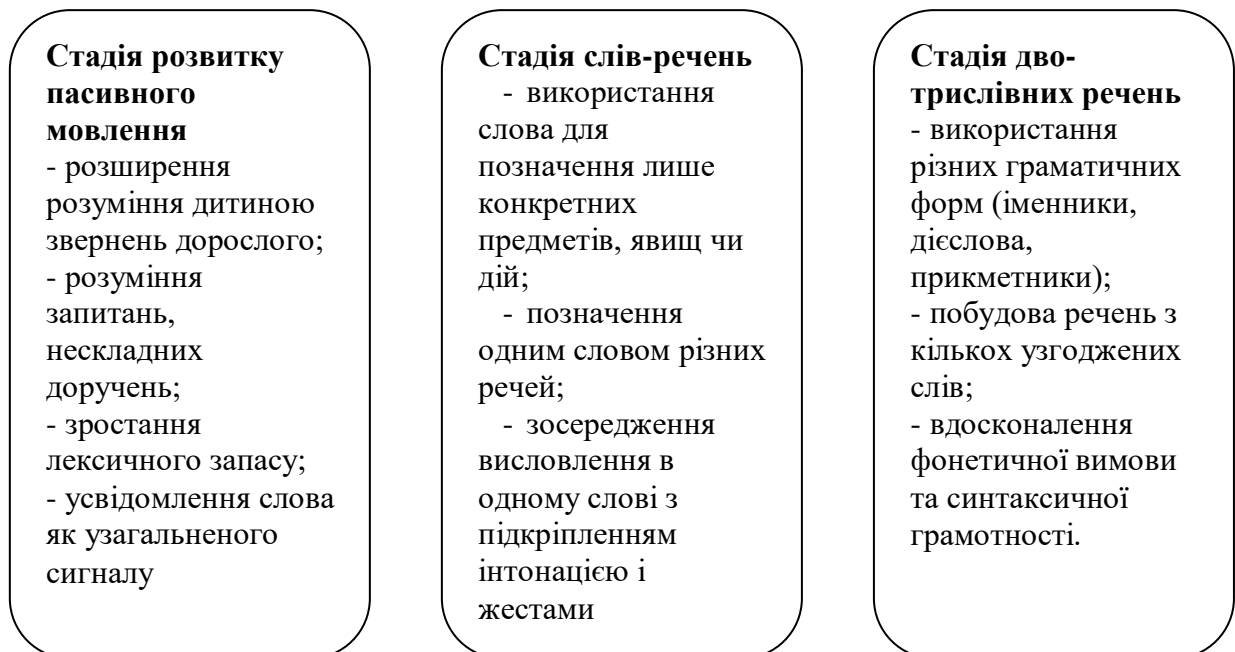 Стадія розвитку
пасивного
мовлення
- розширення
розуміння дитиною
звернень дорослого;
- розуміння
запитань,
нескладних
доручень;
- зростання
лексичного запасу;
- усвідомлення слова
як узагальненого
сигналу
Стадія слів-речень
- використання
слова для
позначення лише
конкретних
предметів, явищ чи
дій;
- позначення
одним словом різних
речей;
- зосередження
висловлення в
одному слові з
підкріпленням
інтонацією і
жестами
Стадія дво-
трислівних речень
- використання
різних граматичних
форм (іменники,
дієслова,
прикметники);
- побудова речень з
кількох узгоджених
слів;
- вдосконалення
фонетичної вимови
та синтаксичної
грамотності.